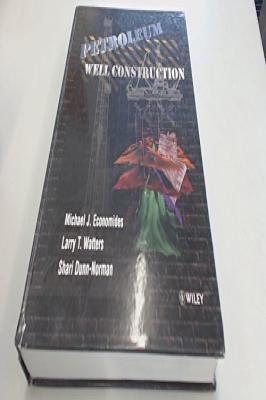 PETROLEUM
WELL CONSTRUCTION
Michael J. Economides
Larry T. Watters
Shari Dunn-Norman
WILEY